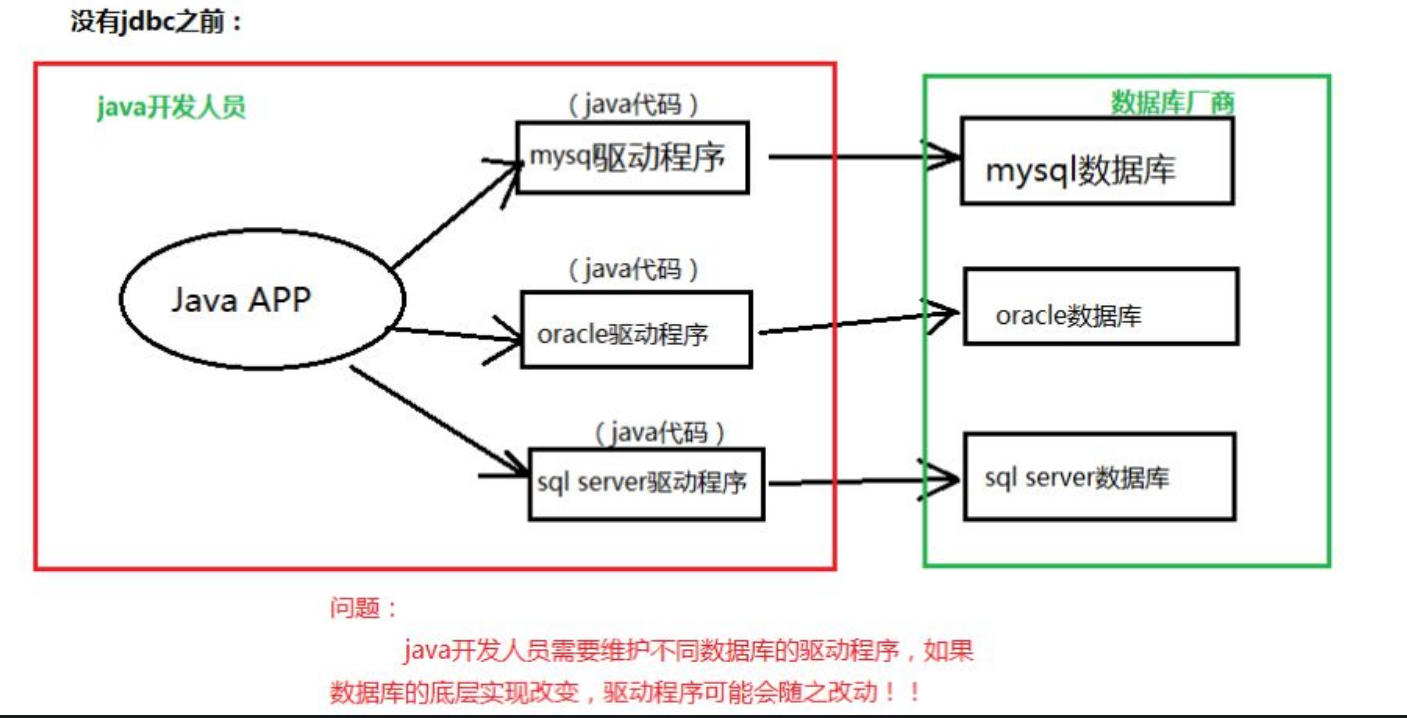 没有jdbc之前：
java开发人员
数据库厂商
（java代码）
mysql驱动程序
mysql数据库
（java代码）
Java APP
oracle驱动程序
oracle数据库
（java代码）
sql server驱动程序
sql server数据库
问题：
java开发人员需要维护不同数据库的驱动程序，如果
数据库的底层实现改变，驱动程序可能会随之改动！！